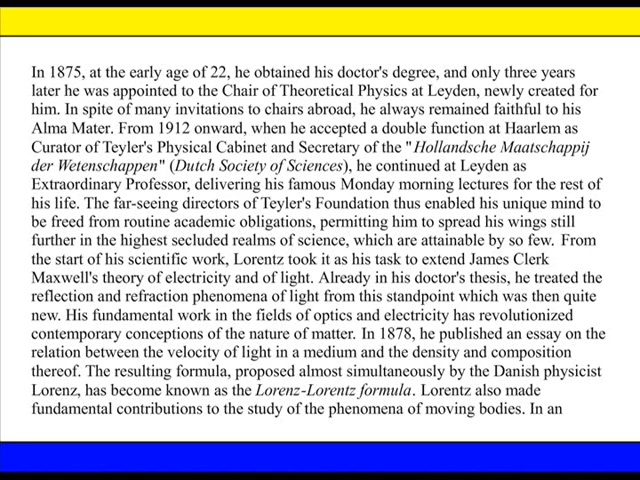 In 1875, at the early age of 22, he obtained his doctor's degree, and only three years
later he was appointed to the Chair of Theoretical Physics at Leyden, newly created for
him. In spite of many invitations to chairs abroad, he always remained faithful to his
Alma Mater. From 1912 onward, when he accepted a double function at Haarlem as
Curator of Teyler's Physical Cabinet and Secretary of the "Hollandsche Maatschappij
der Wetenschappen" (Dutch Society of Sciences), he continued at Leyden as
Extraordinary Professor, delivering his famous Monday morning lectures for the rest of
his life. The far-seeing directors of Teyler's Foundation thus enabled his unique mind to
be freed from routine academic obligations, permitting him to spread his wings still
further in the highest secluded realms of science, which are attainable by so few. From
the start of his scientific work, Lorentz took it as his task to extend James Clerk
Maxwell's theory of electricity and of light. Already in his doctor's thesis, he treated the
reflection and refraction phenomena of light from this standpoint which was then quite
new. His fundamental work in the fields of optics and electricity has revolutionized
contemporary conceptions of the nature of matter. In 1878, he published an essay on the
relation between the velocity of light in a medium and the density and composition
thereof. The resulting formula, proposed almost simultaneously by the Danish physicist
Lorenz, has become known as the Lorenz-Lorentz formula. Lorentz also made
fundamental contributions to the study of the phenomena of moving bodies. In an